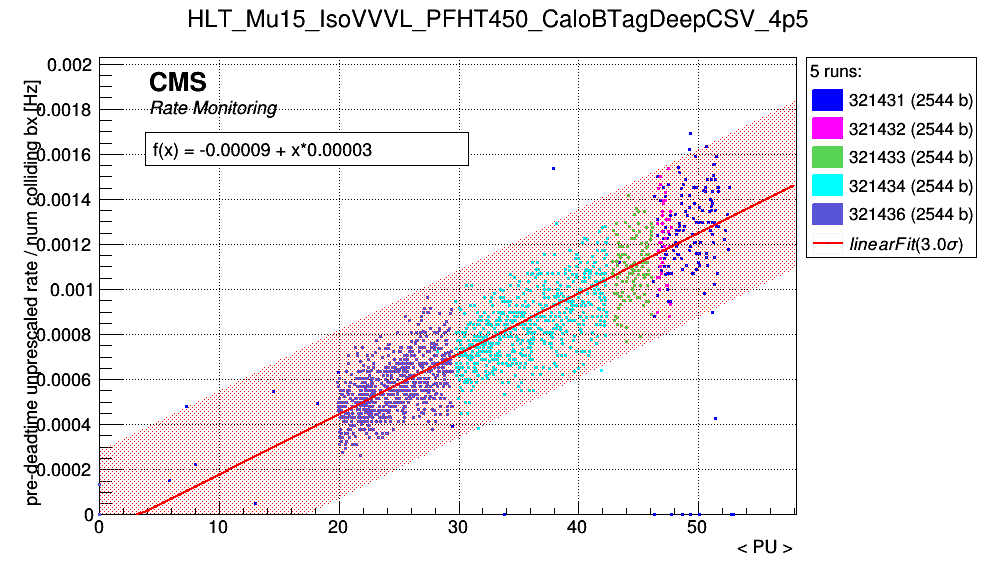 HLT_Mu15_IsoVVVL_PFHT450_CaloBTagDeepCSV_4p5
pre-deadtime unprescaled rate / num colliding bx [Hz]
0.002
0.0018
0.0016
0.0014
0.0012
0.001
0.0008
0.0006
0.0004
0.0002
0
CMS
Rate Monitoring
f(x) = -0.00009 + x*0.00003
0 10 20 30 40 50
< PU >
5 runs:
321431 (2544 b)
321432 (2544 b)
321433 (2544 b)
321434 (2544 b)
321436 (2544 b)
linearFit(3.0σ)